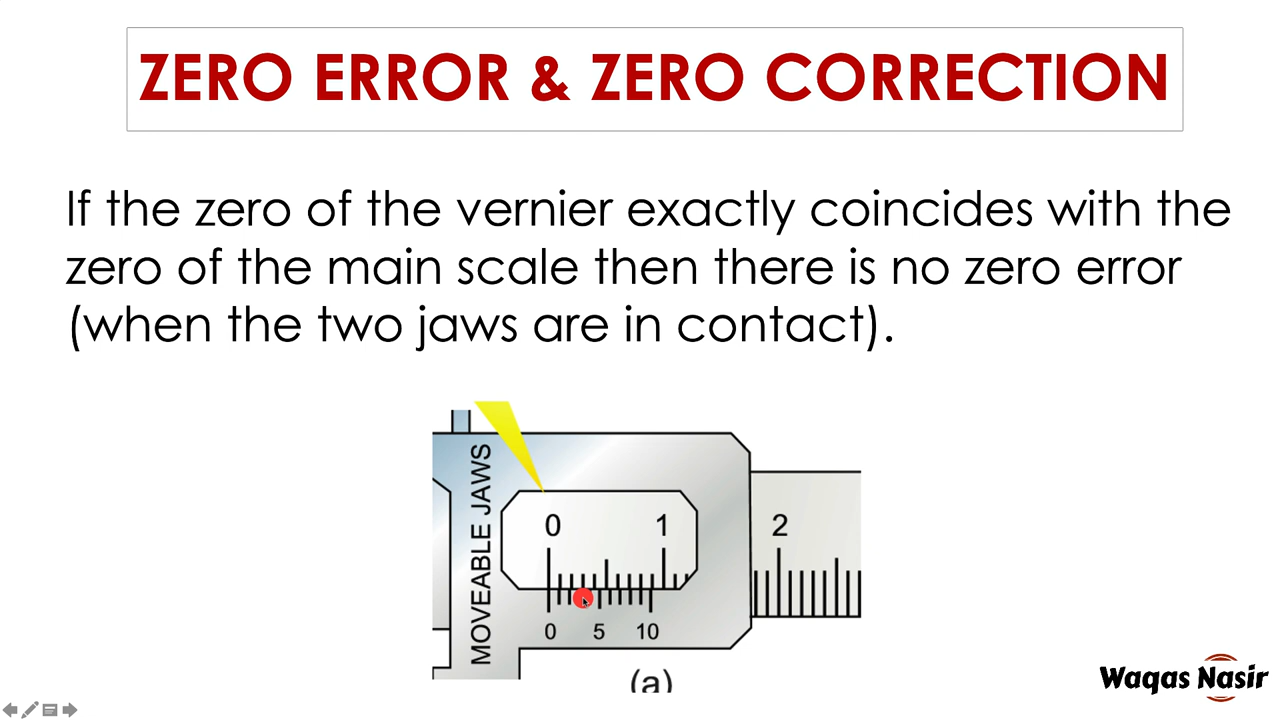 ZERO ERROR & ZERO CORRECTION
If the zero of the vernier exactly coincides with the
zero of the main scale then there is no zero error
(when the two jaws are in contact).
MOVEABLE JAWS
0 1 2
0 5 10
(a)
Waqas Nasir